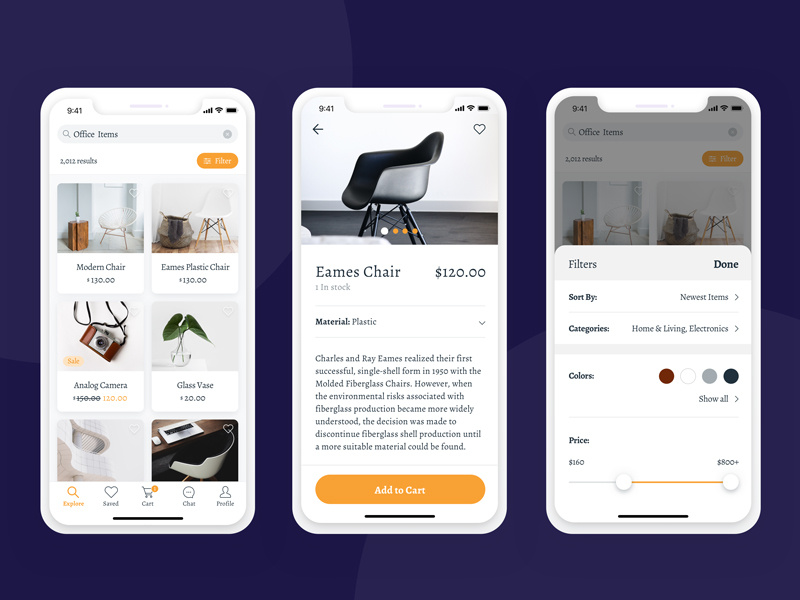 9:41
Office Items
2,012 results
Filter
Modern Chair
$130.00
Eames Plastic Chair
$130.00
Sale
Analog Camera
$150.00 120.00
Glass Vase
$20.00
Explore
Saved
Cart
Chat
Profile
9:41
Eames Chair
$120.00
1 In stock
Material: Plastic
Charles and Ray Eames realized their first
successful, single-shell form in 1950 with the
Molded Fiberglass Chairs. However, when
the environmental risks associated with
fiberglass production became more widely
understood, the decision was made to
discontinue fiberglass shell production until
a more suitable material could be found.
Add to Cart
9:41
Office Items
2,012 results
Filter
Filters
Done
Sort By:
Newest Items
Categories:
Home & Living, Electronics
Colors:
Show all
Price:
$160
$800+